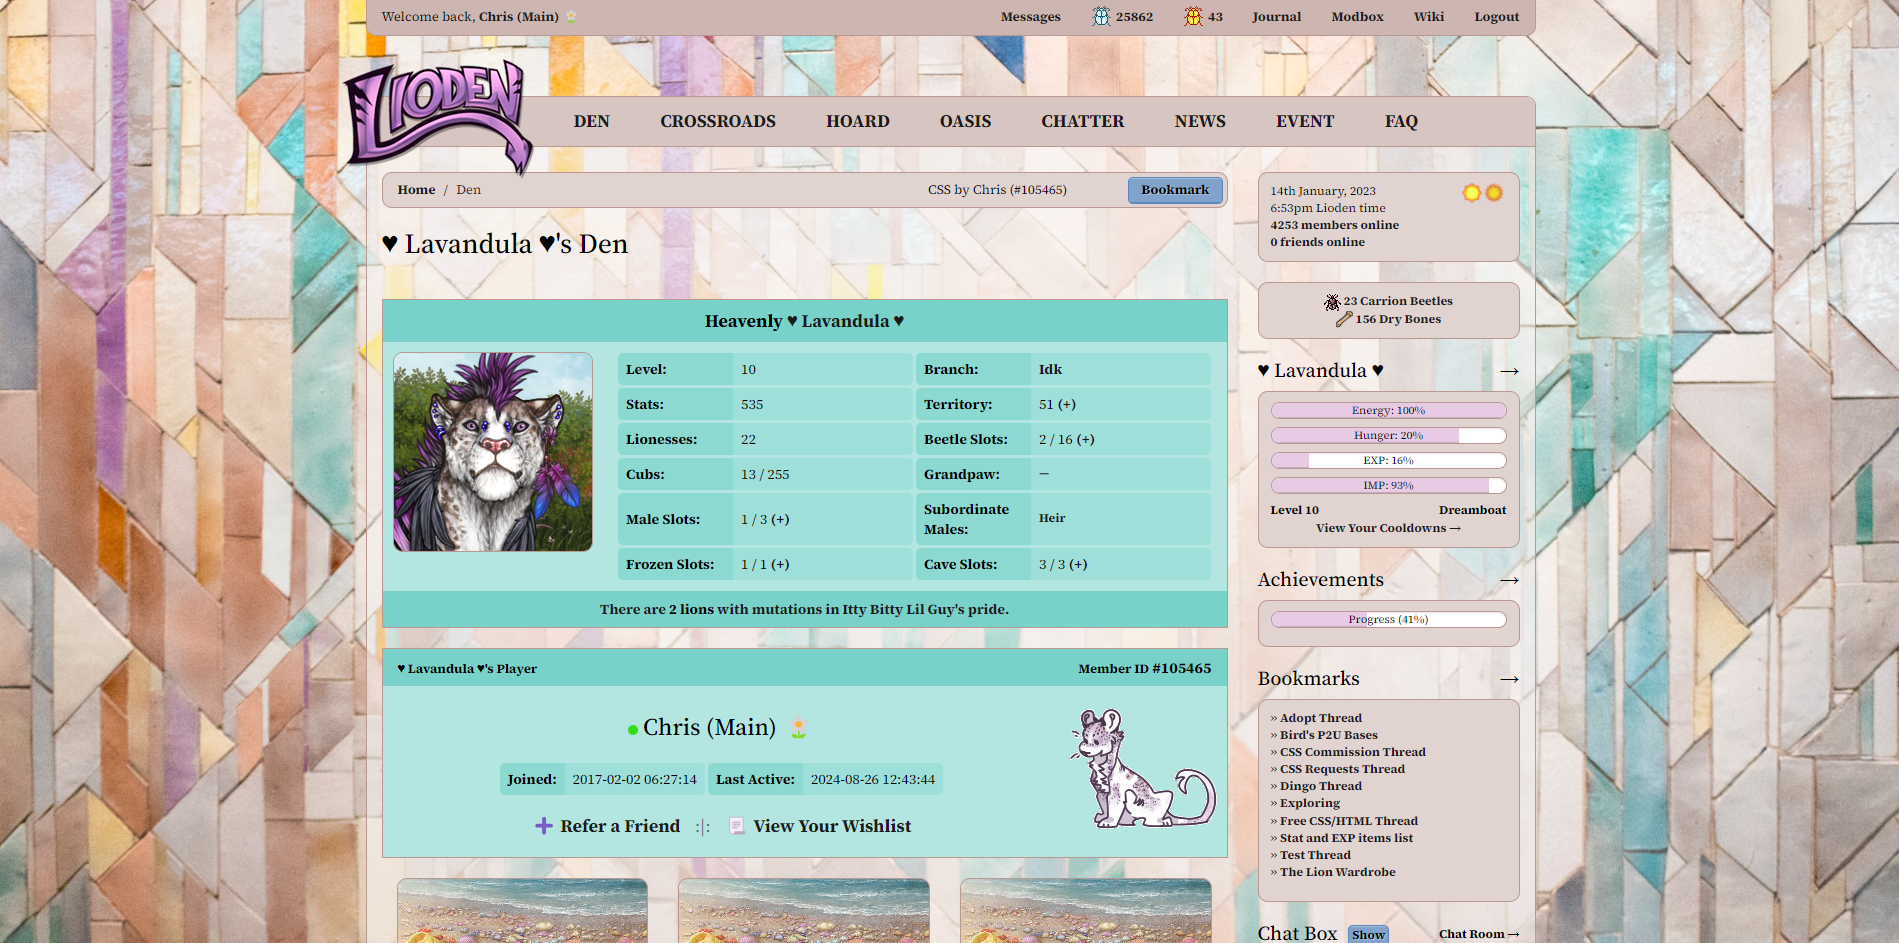 Welcome back, Chris (Main)
Messages 25862 43 Journal Modbox Wiki Logout
LIODEN
DEN CROSSROADS HOARD OASIS CHATTER NEWS EVENT FAQ
Home / Den CSS by Chris (#105465) Bookmark
♥ Lavandula ♥'s Den
Heavenly ♥ Lavandula ♥
Level: 10 Branch: Idk
Stats: 535 Territory: 51 (+)
Lionesses: 22 Beetle Slots: 2 / 16 (+)
Cubs: 13 / 255 Grandpaw: —
Male Slots: 1 / 3 (+) Subordinate Males: Heir
Frozen Slots: 1 / 1 (+) Cave Slots: 3 / 3 (+)
There are 2 lions with mutations in Itty Bitty Lil Guy's pride.
♥ Lavandula ♥'s Player Member ID #105465
Chris (Main)
Joined: 2017-02-02 06:27:14 Last Active: 2024-08-26 12:43:44
Refer a Friend :|: View Your Wishlist
14th January, 2023
6:53pm Lioden time
4253 members online
0 friends online
23 Carrion Beetles
156 Dry Bones
♥ Lavandula ♥ →
Energy: 100%
Hunger: 20%
EXP: 16%
IMP: 93%
Level 10 Dreamboat
View Your Cooldowns →
Achievements →
Progress (41%)
Bookmarks →
» Adopt Thread
» Bird's P2U Bases
» CSS Commission Thread
» CSS Requests Thread
» Dingo Thread
» Exploring
» Free CSS/HTML Thread
» Stat and EXP items list
» Test Thread
» The Lion Wardrobe
Chat Box Show Chat Room →